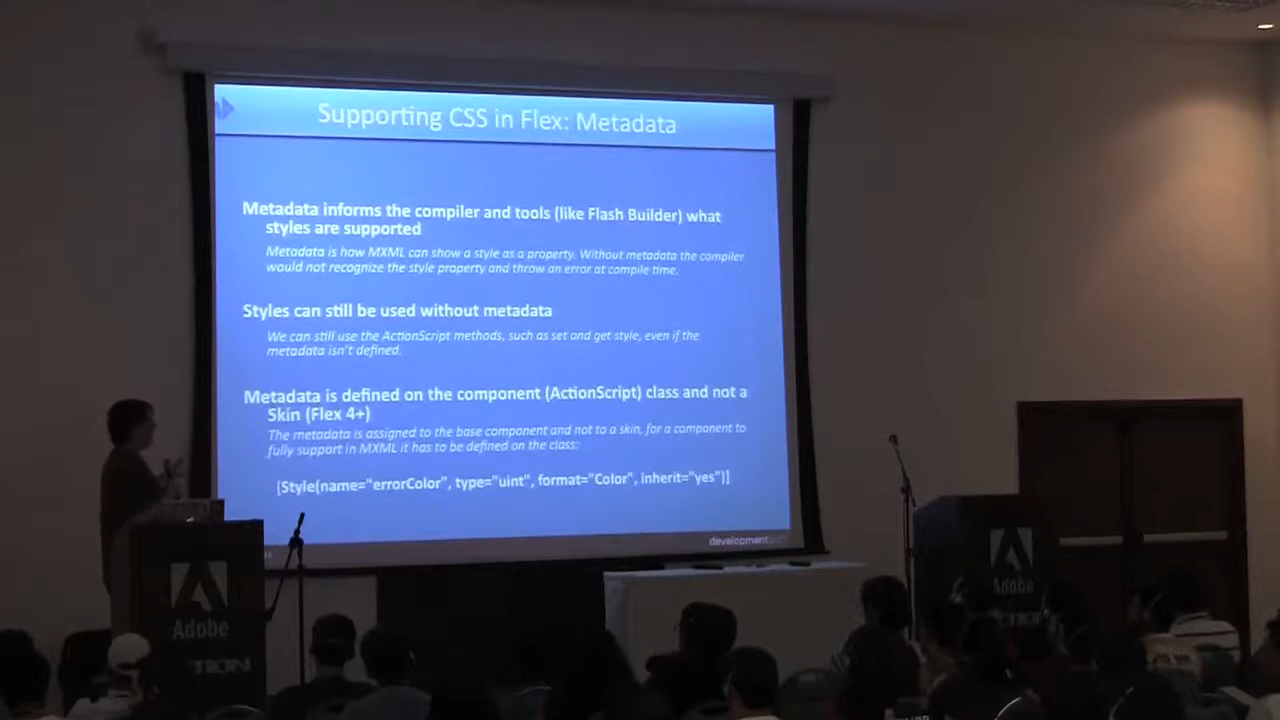 Supporting CSS in Flex: Metadata
Metadata informs the compiler and tools (like Flash Builder) what
styles are supported
Metadata is how MXML can show a style as a property. Without metadata the compiler
would not recognize the style property and throw an error at compile time.
Styles can still be used without metadata
We can still use the ActionScript methods, such as set and get style, even if the
metadata isn't defined.
Metadata is defined on the component (ActionScript) class and not a
Skin (Flex 4+)
The metadata is assigned to the base component and not to a skin, for a component to
fully support in MXML it has to be defined on the class:
[Style(name="errorColor", type="uint", format="Color", inherit="yes")]
development
Adobe
Adobe